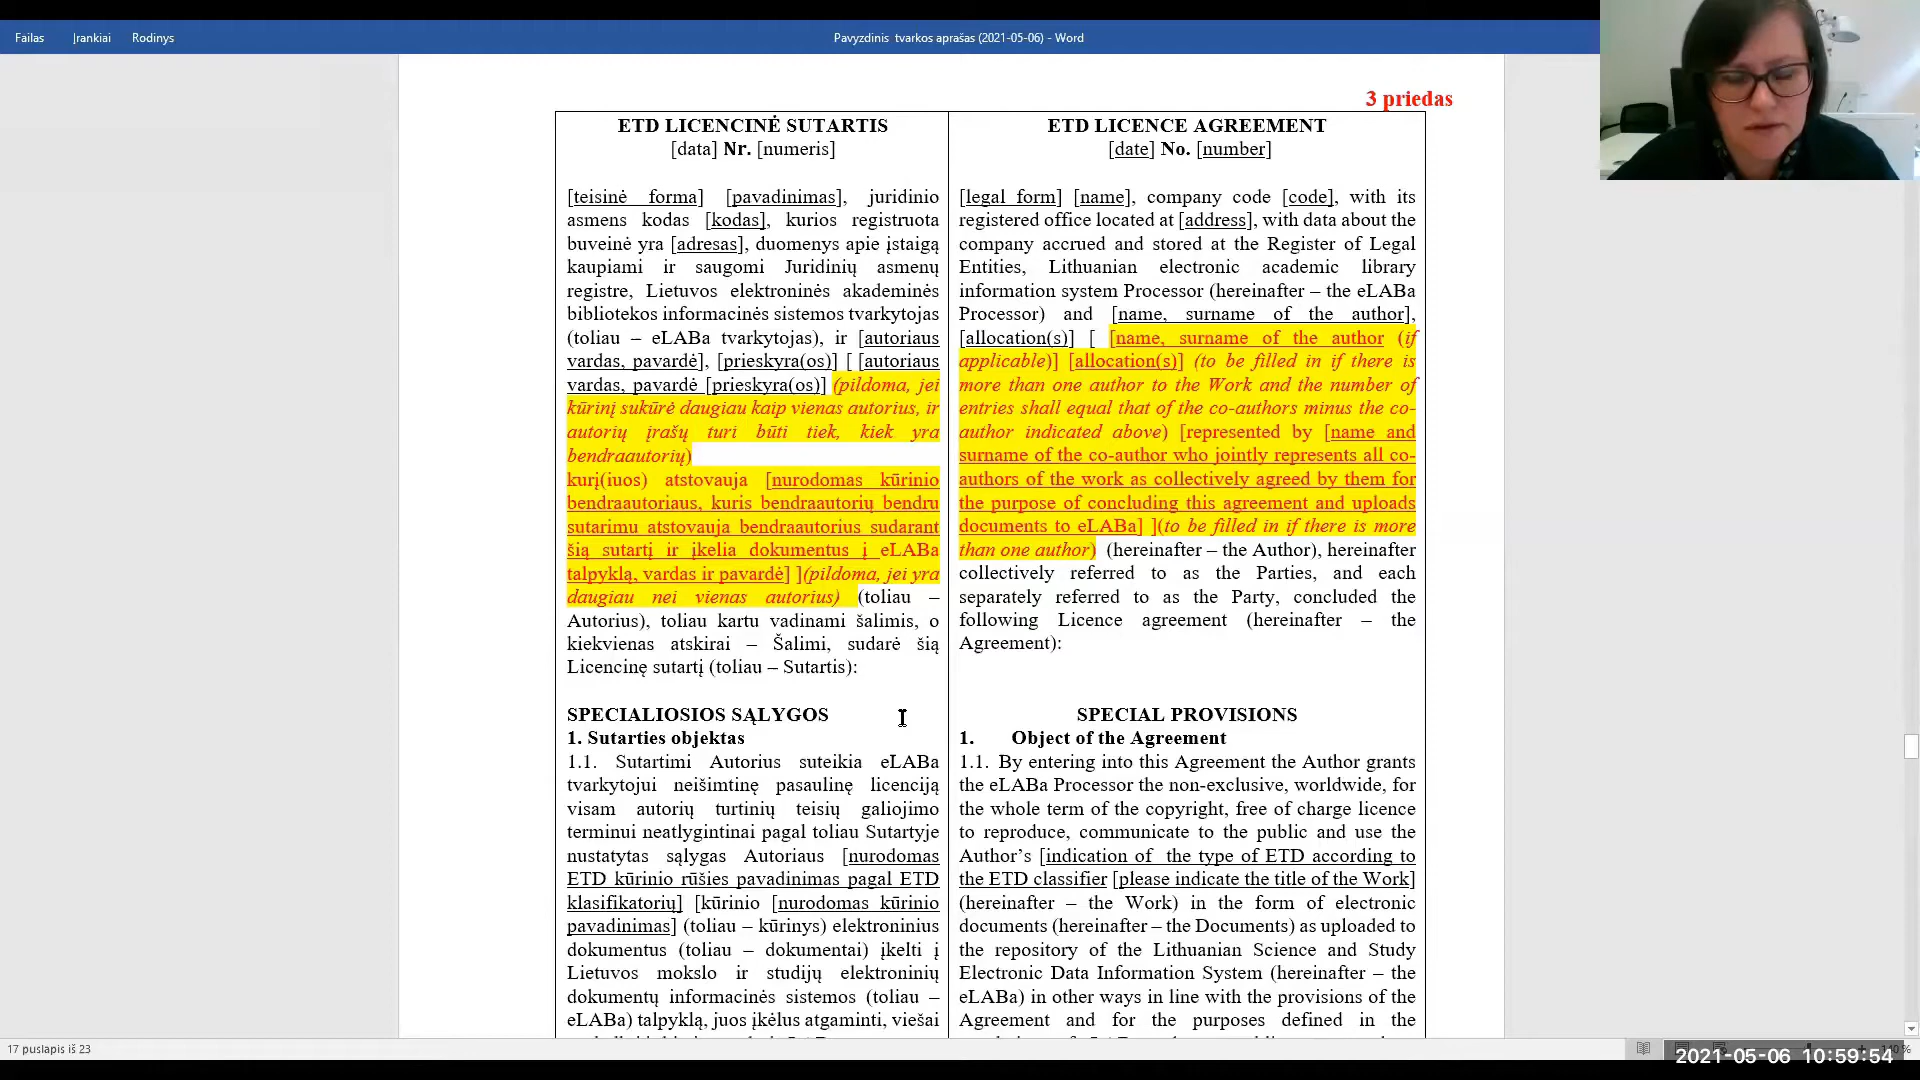 Failas Įrankiai Rodinys
Pavyzdinis tvarkos aprašas (2021-05-06) - Word
3 priedas
ETD LICENCINĖ SUTARTIS
[data] Nr. [numeris]
[teisinė forma] [pavadinimas], juridinio
asmens kodas [kodas], kurios registruota
buveinė yra [adresas], duomenys apie įstaigą
kaupiami ir saugomi Juridinių asmenų
registre, Lietuvos elektroninės akademinės
bibliotekos informacinės sistemos tvarkytojas
(toliau – eLABa tvarkytojas), ir [autoriaus
vardas, pavardė], [prieskyra(os)] [ [autoriaus
vardas, pavardė [prieskyra(os)] (pildoma, jei
kūrinį sukūrė daugiau kaip vienas autorius, ir
autorių įrašų turi būti tiek, kiek yra
bendraautorių)
kurį(iuos) atstovauja [nurodomas kūrinio
bendraautoriaus, kuris bendraautorių bendru
sutarimu atstovauja bendraautorius sudarant
šią sutartį ir įkelia dokumentus į eLABa
talpyklą, vardas ir pavardė] ](pildoma, jei yra
daugiau nei vienas autorius) (toliau –
Autorius), toliau kartu vadinami šalimis, o
kiekvienas atskirai – Šalimi, sudarė šią
Licencinę sutartį (toliau – Sutartis):
SPECIALIOSIOS SĄLYGOS
1. Sutarties objektas
1.1. Sutartimi Autorius suteikia eLABa
tvarkytojui neišimtinę pasaulinę licenciją
visam autorių turtinių teisių galiojimo
terminui neatlygintinai pagal toliau Sutartyje
nustatytas sąlygas Autoriaus [nurodomas
ETD kūrinio rūšies pavadinimas pagal ETD
klasifikatorių] [kūrinio [nurodomas kūrinio
pavadinimas] (toliau – kūrinys) elektroninius
dokumentus (toliau – dokumentai) įkelti į
Lietuvos mokslo ir studijų elektroninių
dokumentų informacinės sistemos (toliau –
eLABa) talpyklą, juos įkėlus atgaminti, viešai
ETD LICENCE AGREEMENT
[date] No. [number]
[legal form] [name], company code [code], with its
registered office located at [address], with data about the
company accrued and stored at the Register of Legal
Entities, Lithuanian electronic academic library
information system Processor (hereinafter – the eLABa
Processor) and [name, surname of the author],
[allocation(s)] [ [name, surname of the author (if
applicable)] [allocation(s)] (to be filled in if there is
more than one author to the Work and the number of
entries shall equal that of the co-authors minus the co-
author indicated above) [represented by [name and
surname of the co-author who jointly represents all co-
authors of the work as collectively agreed by them for
the purpose of concluding this agreement and uploads
documents to eLABa] ](to be filled in if there is more
than one author) (hereinafter – the Author), hereinafter
collectively referred to as the Parties, and each
separately referred to as the Party, concluded the
following Licence agreement (hereinafter – the
Agreement):
SPECIAL PROVISIONS
1. Object of the Agreement
1.1. By entering into this Agreement the Author grants
the eLABa Processor the non-exclusive, worldwide, for
the whole term of the copyright, free of charge licence
to reproduce, communicate to the public and use the
Author’s [indication of the type of ETD according to
the ETD classifier [please indicate the title of the Work]
(hereinafter – the Work) in the form of electronic
documents (hereinafter – the Documents) as uploaded to
the repository of the Lithuanian Science and Study
Electronic Data Information System (hereinafter – the
eLABa) in other ways in line with the provisions of the
Agreement and for the purposes defined in the
17 puslapis iš 23
2021-05-06 10:59:54